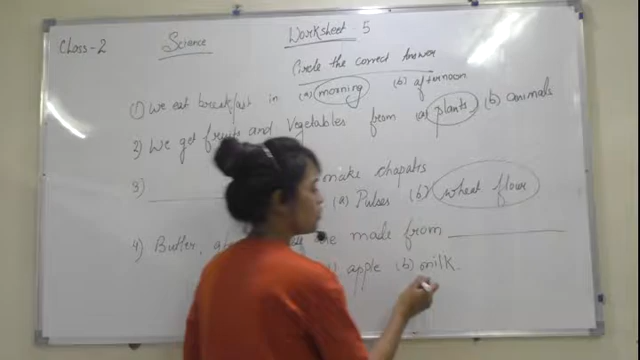 Class-2 Science Worksheet 5
Circle the correct Answer
1) We eat breakfast in (a) morning (b) afternoon
2) We get fruits and Vegetables from (a) plants (b) animals
3) make chapatis
(a) Pulses (b) wheat flour
4) Butter, are made from
apple (b) milk